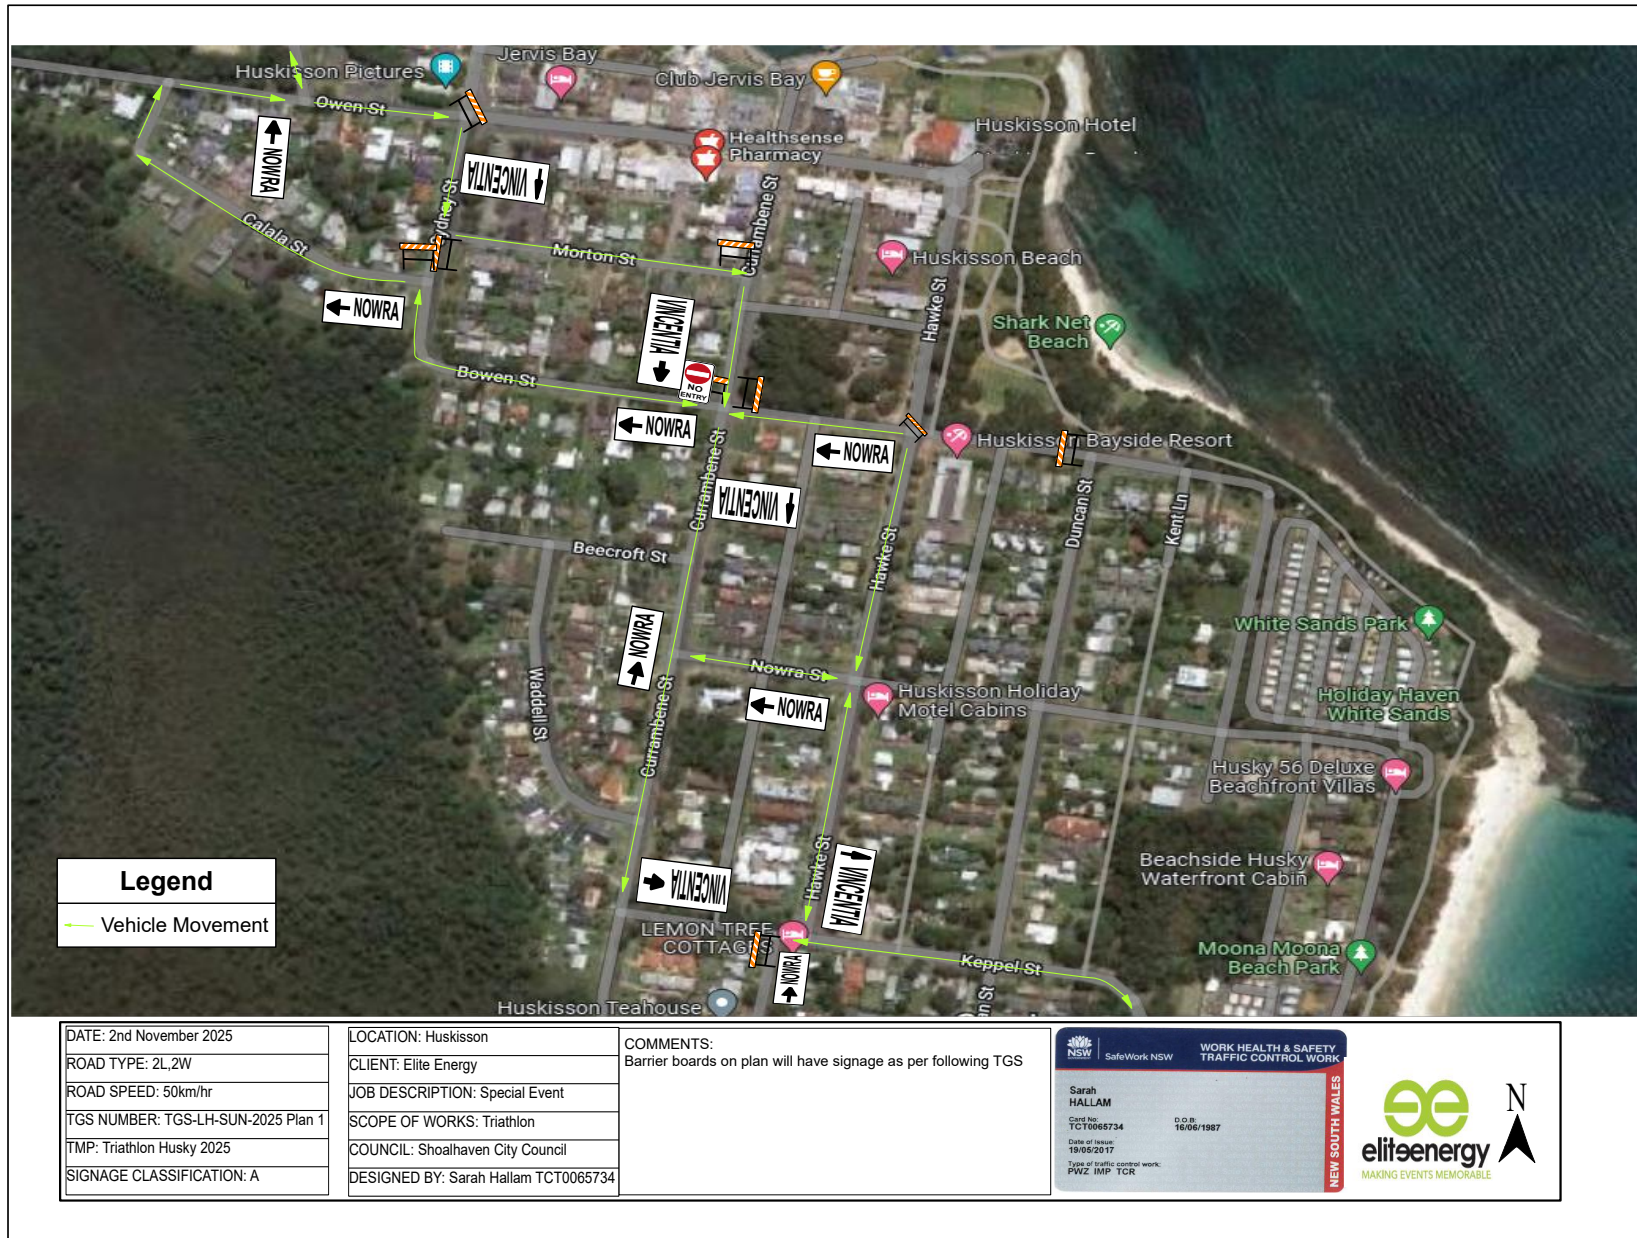 Jervis Bay
Huskisson Pictures
Club Jervis Bay
Owen St
Huskisson Hotel
Healthsense
Pharmacy
NOWRA
VINCENTIA
Currambene St
Sydney St
Calala St
Morton St
Huskisson Beach
Hawke St
NOWRA
VINCENTIA
Shark Net
Beach
Bowen St
NO
ENTRY
NOWRA
NOWRA
Huskisson Bayside Resort
Currambene St
VINCENTIA
Duncan St
Kent Ln
Hawke St
Beecroft St
NOWRA
White Sands Park
Nowra St
Waddell St
Currambene St
NOWRA
Huskisson Holiday
Motel Cabins
Holiday Haven
White Sands
Husky 56 Deluxe
Beachfront Villas
Hawke St
VINCENTIA
VINCENTIA
Beachside Husky
Waterfront Cabin
Legend
Vehicle Movement
LEMON TREE
COTTAGES
NOWRA
Keppel St
Moona Moona
Beach Park
Huskisson Teahouse
an St
DATE: 2nd November 2025
ROAD TYPE: 2L,2W
ROAD SPEED: 50km/hr
TGS NUMBER: TGS-LH-SUN-2025 Plan 1
TMP: Triathlon Husky 2025
SIGNAGE CLASSIFICATION: A
LOCATION: Huskisson
CLIENT: Elite Energy
JOB DESCRIPTION: Special Event
SCOPE OF WORKS: Triathlon
COUNCIL: Shoalhaven City Council
DESIGNED BY: Sarah Hallam TCT0065734
COMMENTS:
Barrier boards on plan will have signage as per following TGS
NSW
SafeWork NSW
WORK HEALTH & SAFETY
TRAFFIC CONTROL WORK
Sarah
HALLAM
Card No:
TCT0065734
D.O.B:
16/06/1987
Date of Issue:
19/05/2017
Type of traffic control work:
PWZ IMP TCR
NEW SOUTH WALES
eliteenergy
MAKING EVENTS MEMORABLE
N